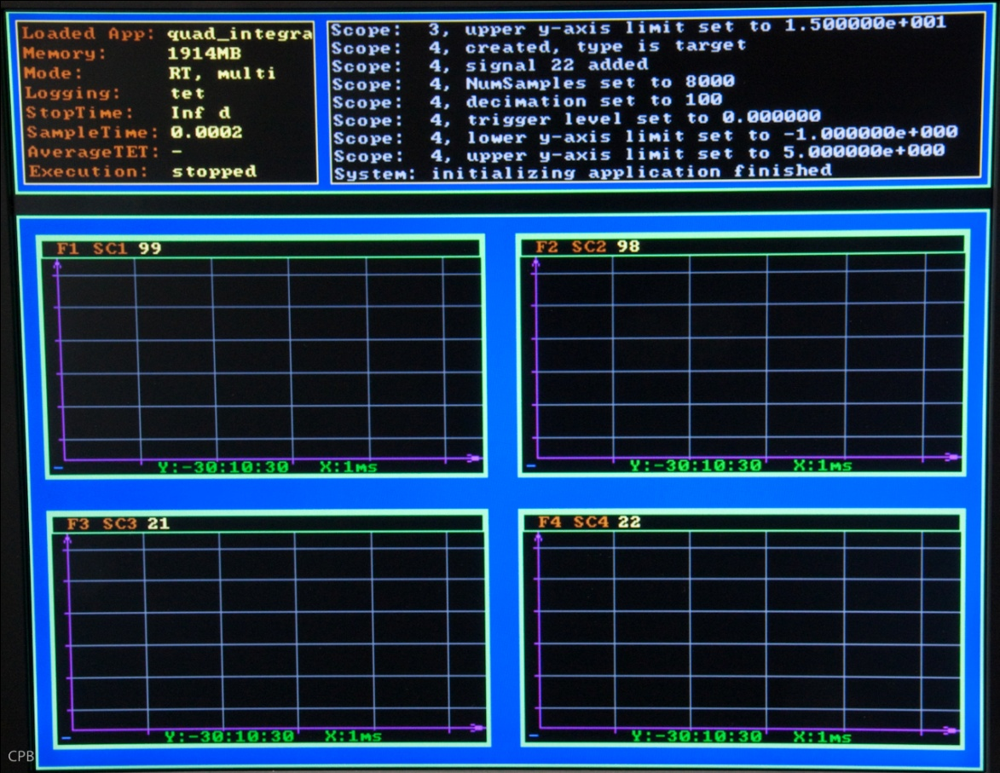 Loaded App: quad_integra
Memory: 1914MB
Mode: RT, multi
Logging: tet
StopTime: Inf d
SampleTime: 0.0002
AverageTET: -
Execution: stopped
Scope: 3, upper y-axis limit set to 1.500000e+001
Scope: 4, created, type is target
Scope: 4, signal 22 added
Scope: 4, NumSamples set to 8000
Scope: 4, decimation set to 100
Scope: 4, trigger level set to 0.000000
Scope: 4, lower y-axis limit set to -1.000000e+000
Scope: 4, upper y-axis limit set to 5.000000e+000
System: initializing application finished
F1 SC1 99
Y:-30:10:30 X:1ms
F2 SC2 98
Y:-30:10:30 X:1ms
F3 SC3 21
Y:-30:10:30 X:1ms
F4 SC4 22
Y:-30:10:30 X:1ms
CPB